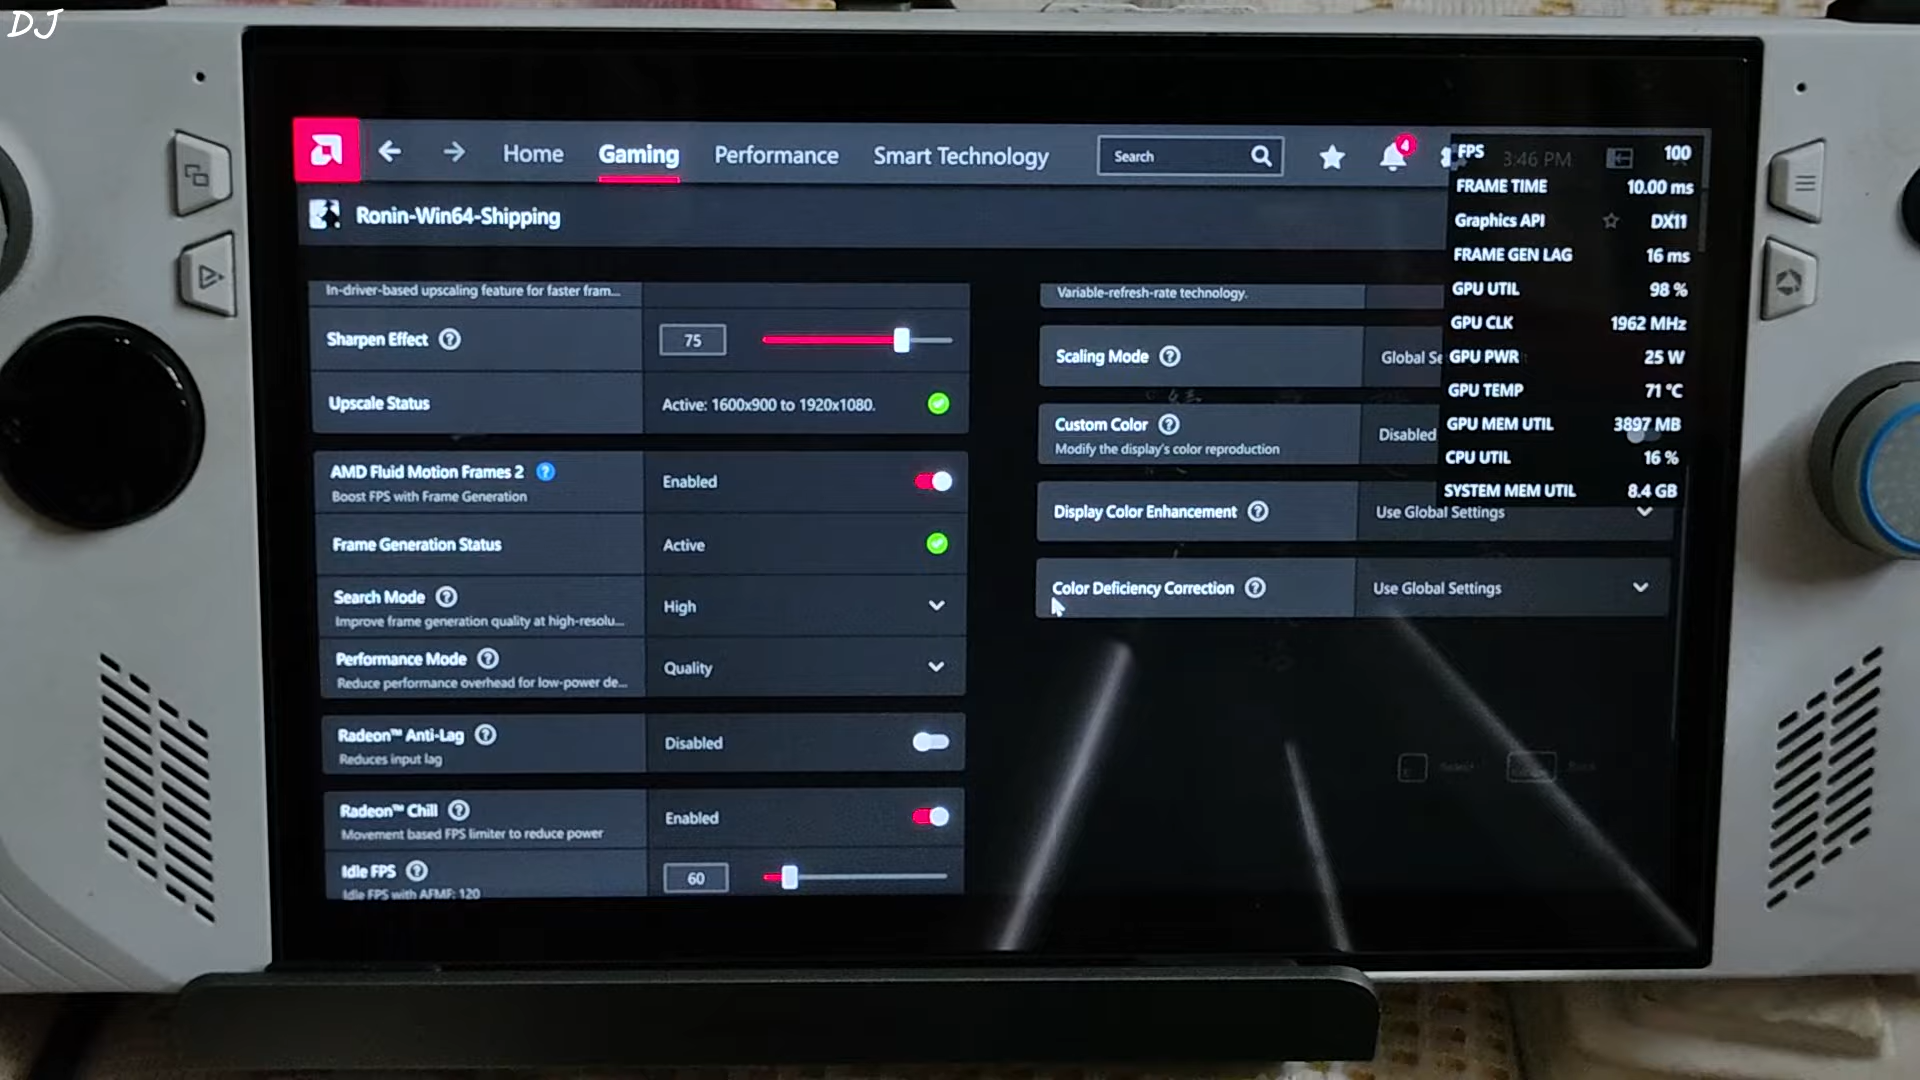 DJ
Home Gaming Performance Smart Technology Search 4 3:46 PM
Ronin-Win64-Shipping
In-driver-based upscaling feature for faster fram...
Sharpen Effect ? 75
Upscale Status Active: 1600x900 to 1920x1080.
AMD Fluid Motion Frames 2 ? Enabled
Boost FPS with Frame Generation
Frame Generation Status Active
Search Mode ? High
Improve frame generation quality at high-resolu...
Performance Mode ? Quality
Reduce performance overhead for low-power de...
Radeon™ Anti-Lag ? Disabled
Reduces input lag
Radeon™ Chill ? Enabled
Movement based FPS limiter to reduce power
Idle FPS ? 60
Idle FPS with AFMF: 120
Variable-refresh-rate technology.
Scaling Mode ? Global Se
Custom Color ? Disabled
Modify the display's color reproduction
Display Color Enhancement ? Use Global Settings
Color Deficiency Correction ? Use Global Settings
FPS 100
FRAME TIME 10.00 ms
Graphics API DX11
FRAME GEN LAG 16 ms
GPU UTIL 98 %
GPU CLK 1962 MHz
GPU PWR 25 W
GPU TEMP 71 °C
GPU MEM UTIL 3897 MB
CPU UTIL 16 %
SYSTEM MEM UTIL 8.4 GB